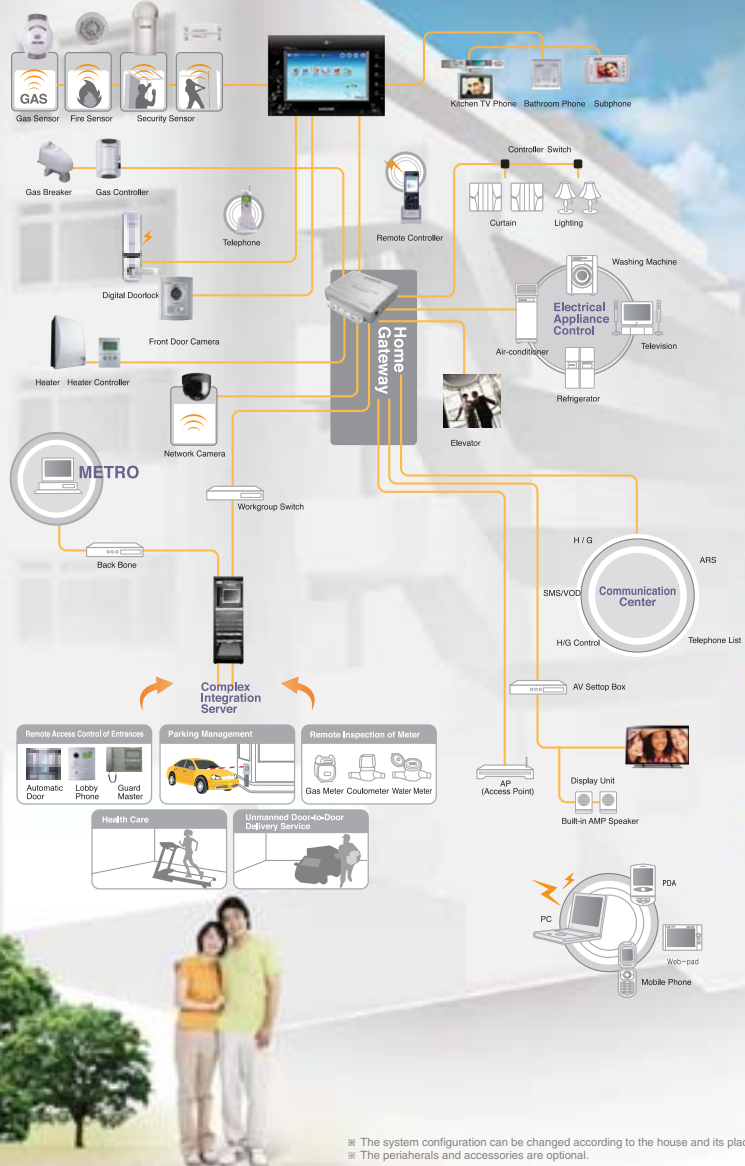 GAS
Gas Sensor
Fire Sensor
Security Sensor
Kitchen TV Phone
Bathroom Phone
Subphone
Gas Breaker
Gas Controller
Telephone
Remote Controller
Controller Switch
Curtain
Lighting
Digital Doorlock
Front Door Camera
Home
Gateway
Washing Machine
Electrical
Appliance
Control
Air-conditioner
Television
Refrigerator
Heater
Heater Controller
Network Camera
Elevator
METRO
Workgroup Switch
Back Bone
H / G
ARS
SMS/VOD
Communication
Center
H/G Control
Telephone List
Complex
Integration
Server
AV Settop Box
Remote Access Control of Entrances
Automatic
Door
Lobby
Phone
Guard
Master
Parking Management
Remote Inspection of Meter
Gas Meter
Coulometer
Water Meter
AP
(Access Point)
Display Unit
Built-in AMP Speaker
Health Care
Unmanned Door-to-Door
Delivery Service
PC
PDA
Web-pad
Mobile Phone
※ The system configuration can be changed according to the house and its plac
※ The periaherals and accessories are optional.